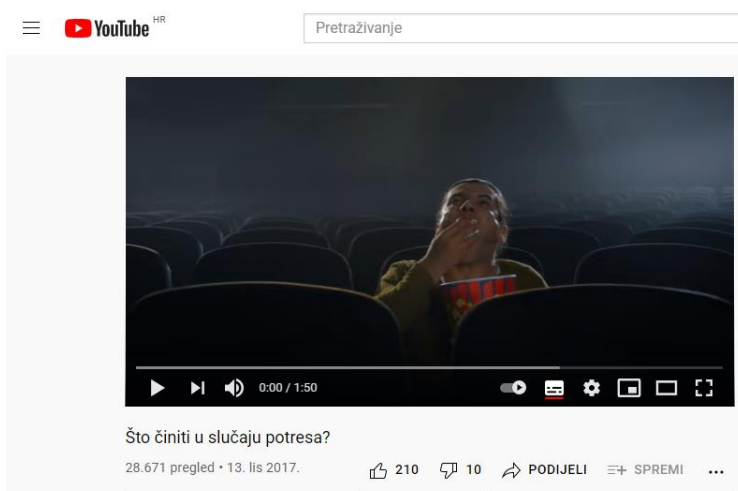 YouTube HR
Pretraživanje
0:00 / 1:50
Što činiti u slučaju potresa?
28.671 pregled • 13. lis 2017.
210 10 PODIJELI SPREMI